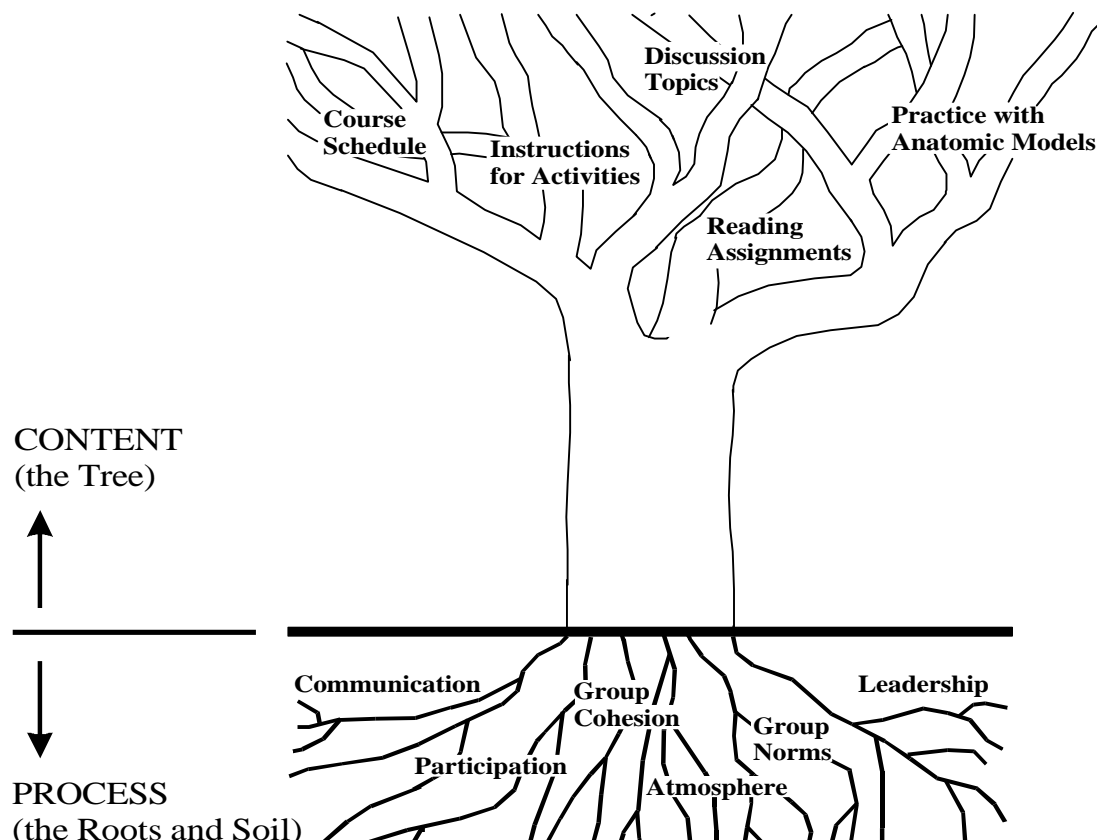 Discussion
Topics
Course
Schedule
Practice with
Anatomic Models
Instructions
for Activities
Reading
Assignments
CONTENT
(the Tree)
Communication
Group
Cohesion
Leadership
Group
Norms
Participation
Atmosphere
PROCESS
(the Roots and Soil)